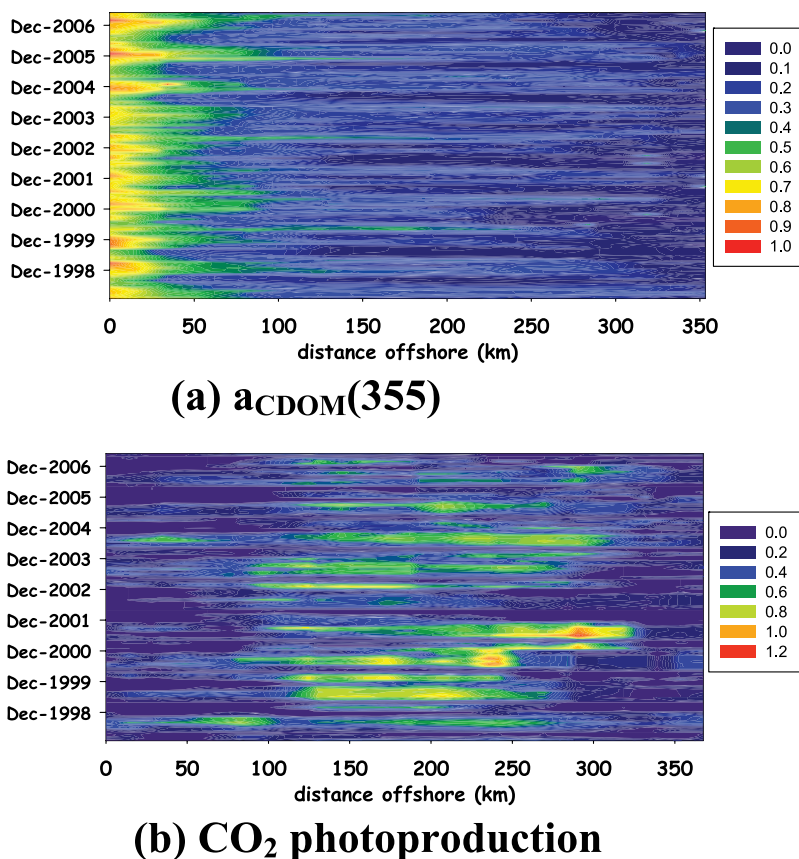 Dec-2006
Dec-2005
Dec-2004
Dec-2003
Dec-2002
Dec-2001
Dec-2000
Dec-1999
Dec-1998
0.0
0.1
0.2
0.3
0.4
0.5
0.6
0.7
0.8
0.9
1.0
0 50 100 150 200 250 300 350
distance offshore (km)
(a) aCDOM(355)
Dec-2006
Dec-2005
Dec-2004
Dec-2003
Dec-2002
Dec-2001
Dec-2000
Dec-1999
Dec-1998
0.0
0.2
0.4
0.6
0.8
1.0
1.2
0 50 100 150 200 250 300 350
distance offshore (km)
(b) CO2 photoproduction